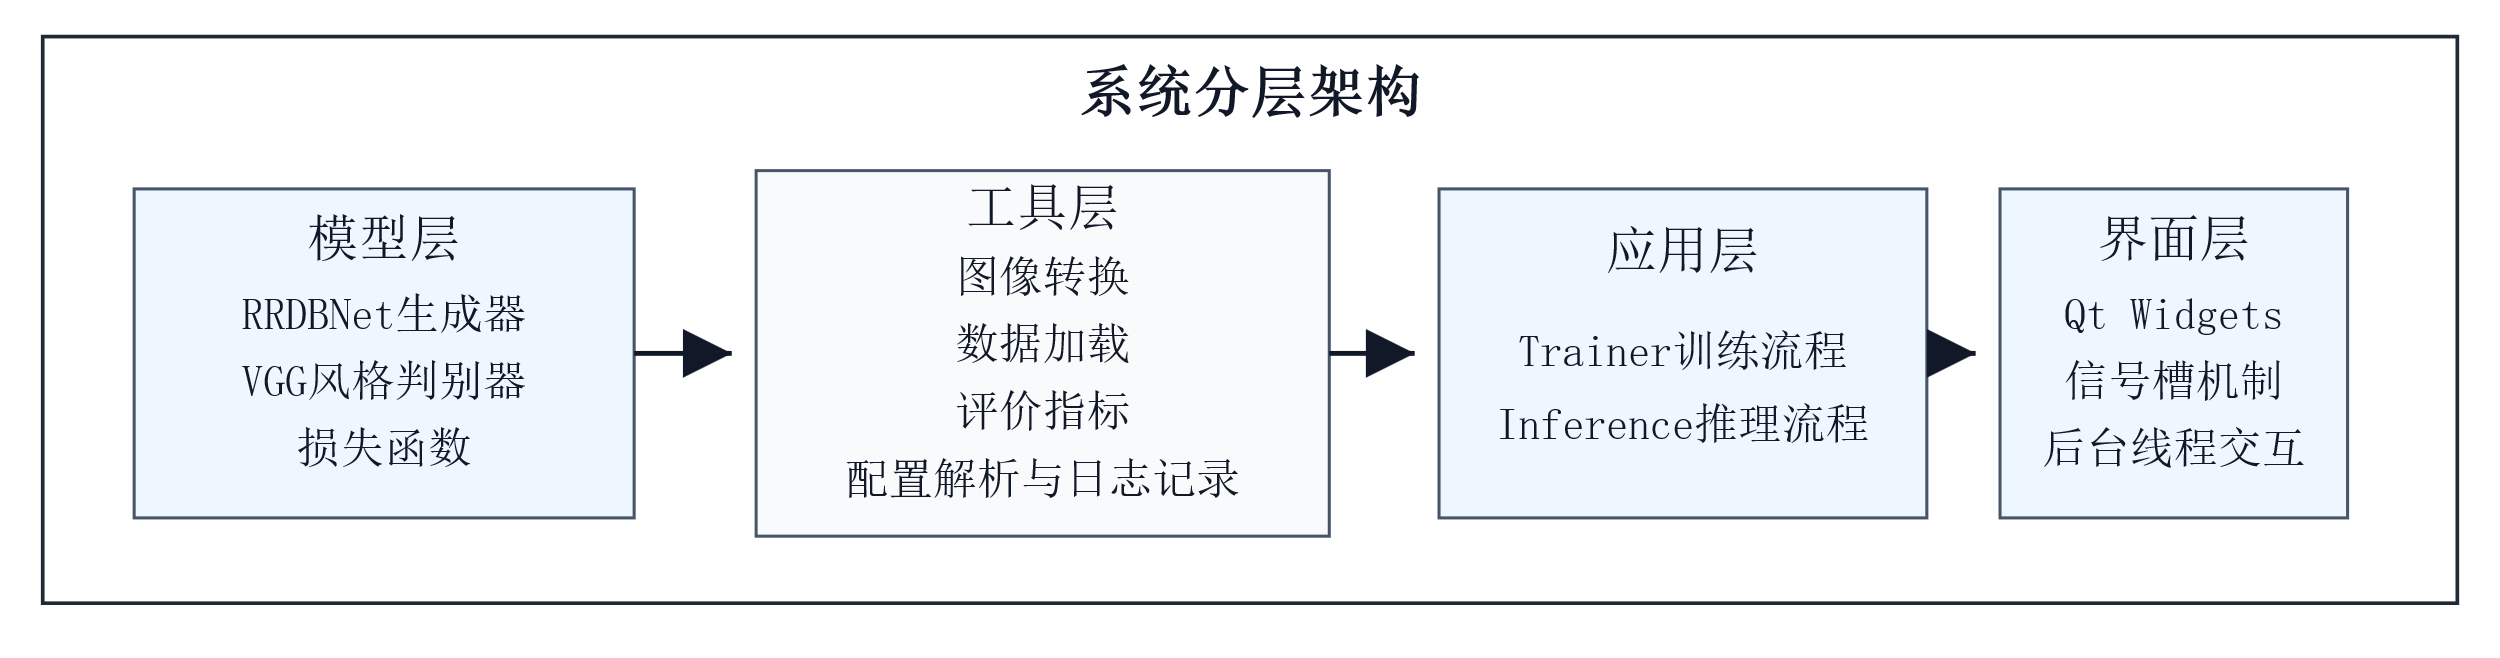 系统分层架构
模型层
RRDBNet生成器
VGG风格判别器
损失函数
工具层
图像转换
数据加载
评价指标
配置解析与日志记录
应用层
Trainer训练流程
Inference推理流程
界面层
Qt Widgets
信号槽机制
后台线程交互